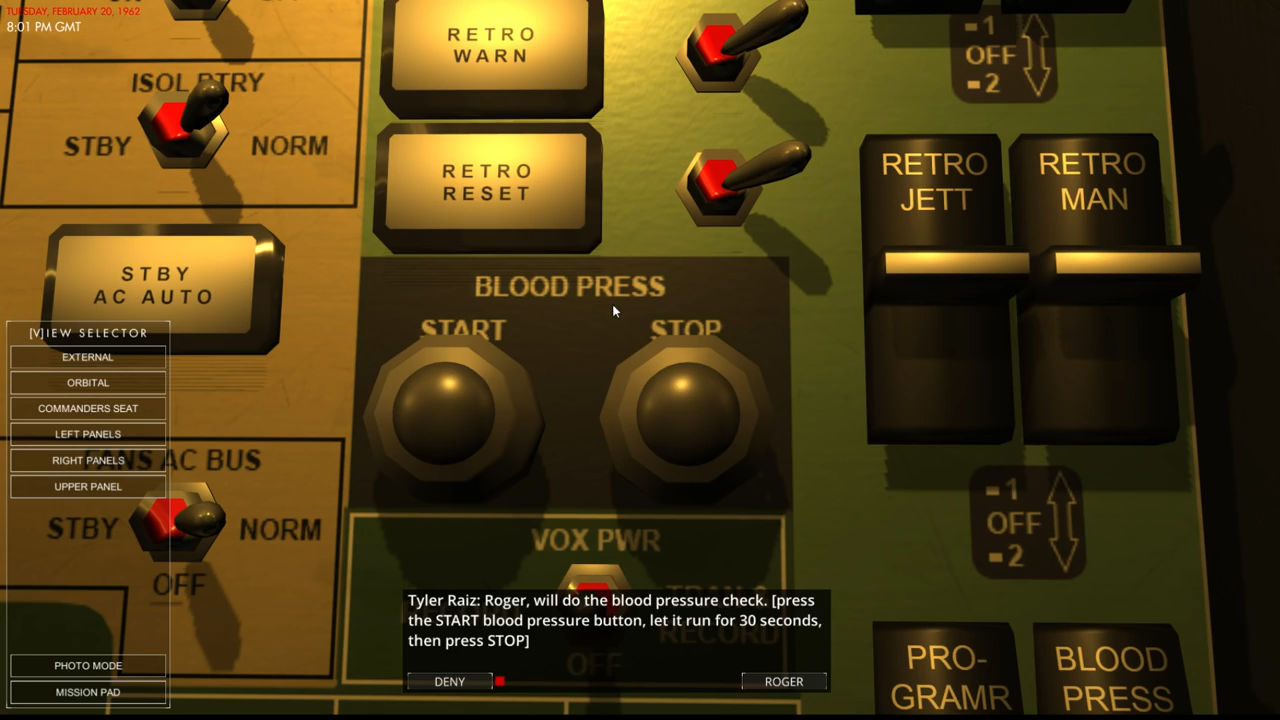 TUESDAY, FEBRUARY 20, 1962
8:01 PM GMT
ISOL BTRY
STBY NORM
STBY
AC AUTO
[V]IEW SELECTOR
EXTERNAL
ORBITAL
COMMANDERS SEAT
LEFT PANELS
RIGHT PANELS
UPPER PANEL
FANS AC BUS
STBY NORM
OFF
PHOTO MODE
MISSION PAD
RETRO
WARN
RETRO
RESET
BLOOD PRESS
START STOP
VOX PWR
RECORD
OFF
Tyler Raiz: Roger, will do the blood pressure check. [press
the START blood pressure button, let it run for 30 seconds,
then press STOP]
DENY ROGER
-1
OFF
-2
RETRO
JETT
RETRO
MAN
-1
OFF
-2
PRO-
GRAMR
BLOOD
PRESS